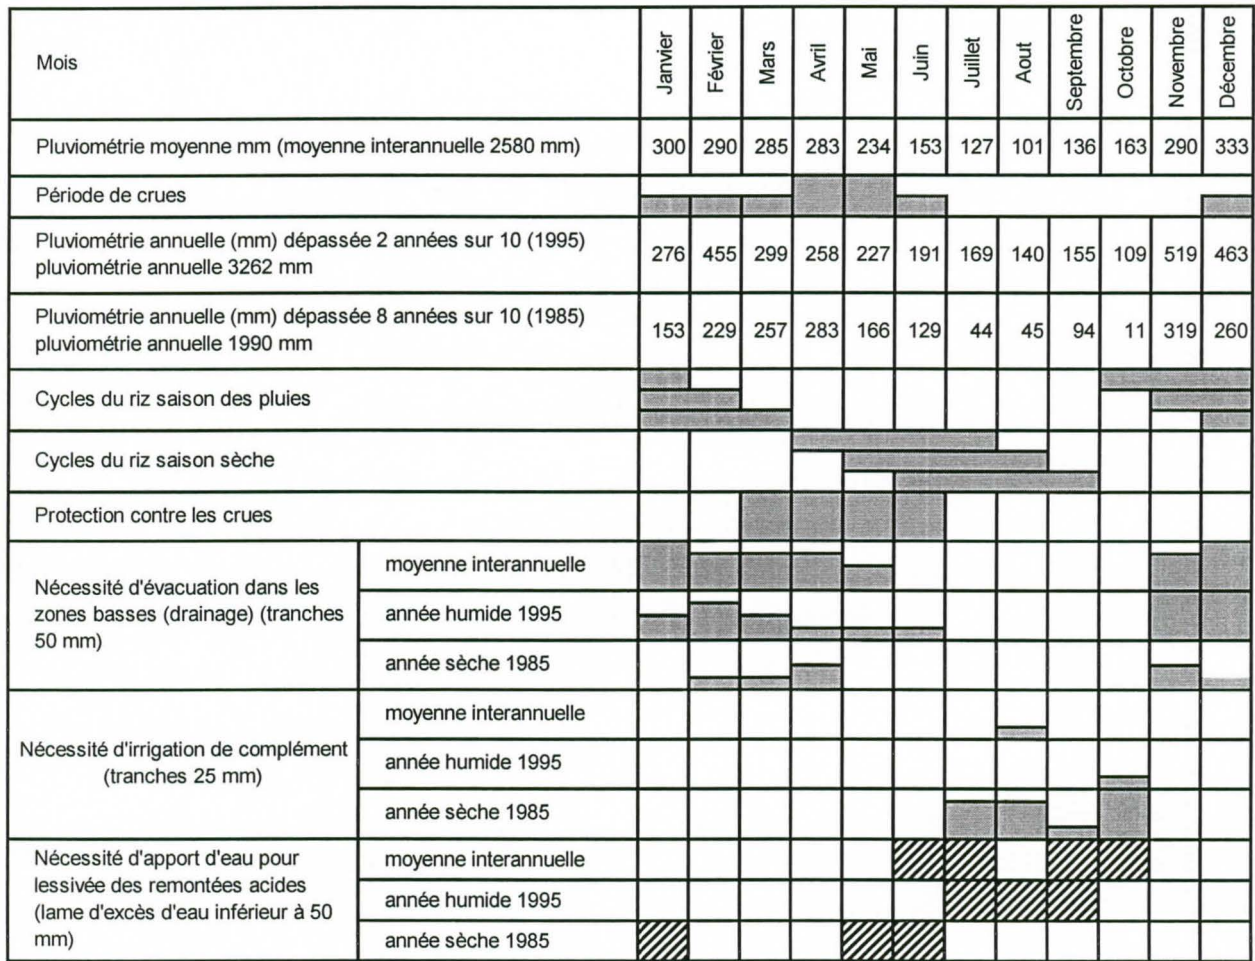 Mois Janvier Février Mars Avril Mai Juin Juillet Aout Septembre Octobre Novembre Décembre
Pluviométrie moyenne mm (moyenne interannuelle 2580 mm) 300 290 285 283 234 153 127 101 136 163 290 333
Période de crues
Pluviométrie annuelle (mm) dépassée 2 années sur 10 (1995)
pluviométrie annuelle 3262 mm
276 455 299 258 227 191 169 140 155 109 519 463
Pluviométrie annuelle (mm) dépassée 8 années sur 10 (1985)
pluviométrie annuelle 1990 mm
153 229 257 283 166 129 44 45 94 11 319 260
Cycles du riz saison des pluies
Cycles du riz saison sèche
Protection contre les crues
Nécessité d'évacuation dans les
zones basses (drainage) (tranches
50 mm)
moyenne interannuelle
année humide 1995
année sèche 1985
Nécessité d'irrigation de complément
(tranches 25 mm)
moyenne interannuelle
année humide 1995
année sèche 1985
Nécessité d'apport d'eau pour
lessivée des remontées acides
(lame d'excès d'eau inférieur à 50
mm)
moyenne interannuelle
année humide 1995
année sèche 1985